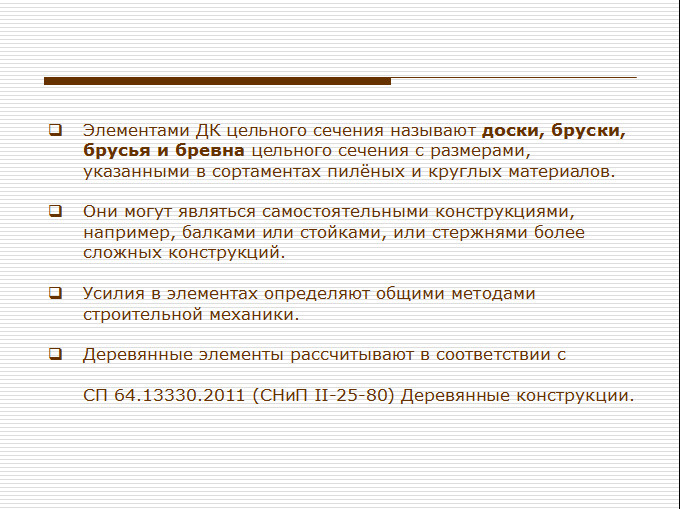 Элементами ДК цельного сечения называют доски, бруски,
брусья и бревна цельного сечения с размерами,
указанными в сортаментах пилёных и круглых материалов.
Они могут являться самостоятельными конструкциями,
например, балками или стойками, или стержнями более
сложных конструкций.
Усилия в элементах определяют общими методами
строительной механики.
Деревянные элементы рассчитывают в соответствии с
СП 64.13330.2011 (СНиП II-25-80) Деревянные конструкции.